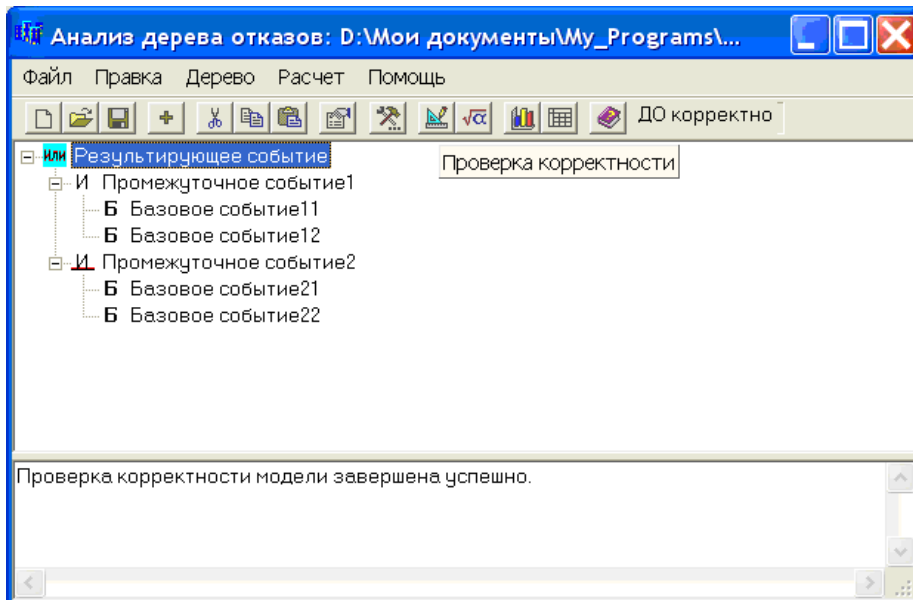 Анализ дерева отказов: D:\Мои документы\My_Programs\...
Файл Правка Дерево Расчет Помощь
√α ДО корректно
Или Результирующее событие
Проверка корректности
И Промежуточное событие1
Б Базовое событие11
Б Базовое событие12
И Промежуточное событие2
Б Базовое событие21
Б Базовое событие22
Проверка корректности модели завершена успешно.